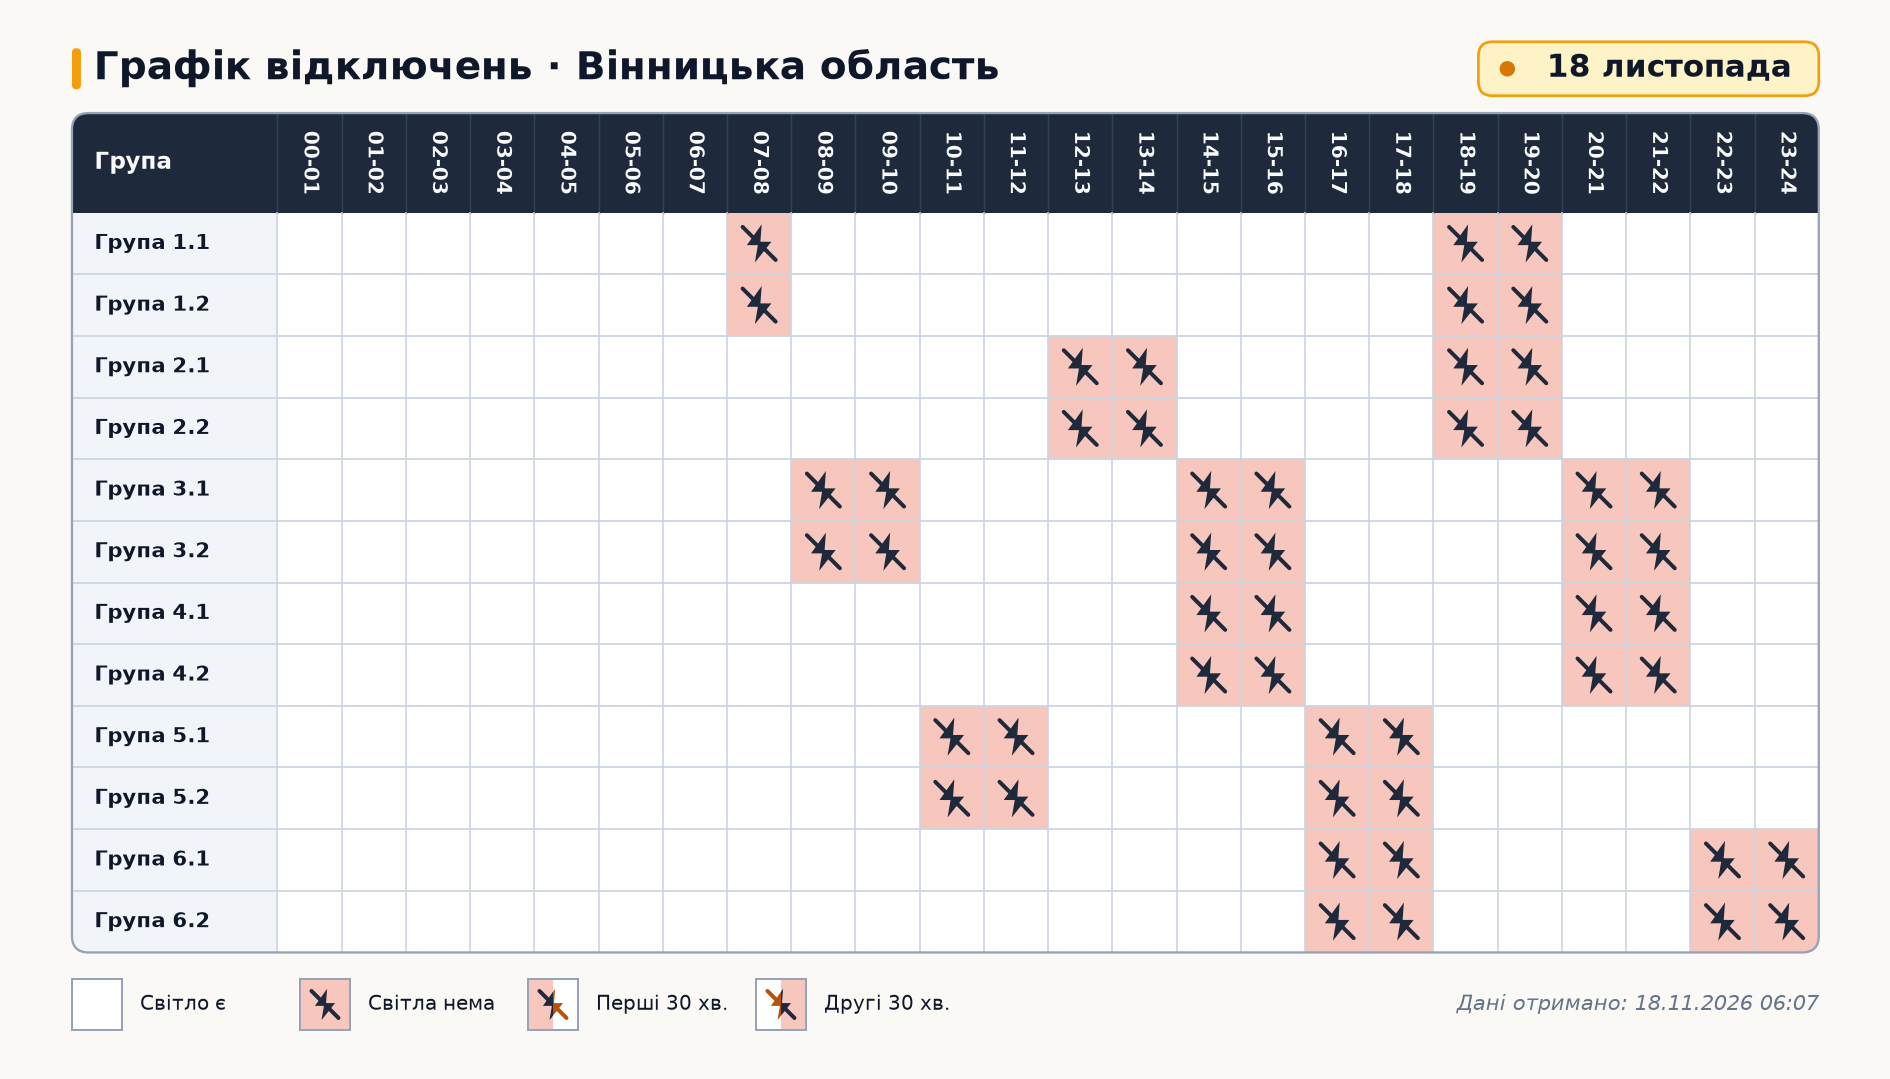 Графік відключень · Вінницька область
18 листопада
Група 00-01 01-02 02-03 03-04 04-05 05-06 06-07 07-08 08-09 09-10 10-11 11-12 12-13 13-14 14-15 15-16 16-17 17-18 18-19 19-20 20-21 21-22 22-23 23-24
Група 1.1
Група 1.2
Група 2.1
Група 2.2
Група 3.1
Група 3.2
Група 4.1
Група 4.2
Група 5.1
Група 5.2
Група 6.1
Група 6.2
Світло є Світла нема Перші 30 хв. Другі 30 хв.
Дані отримано: 18.11.2026 06:07